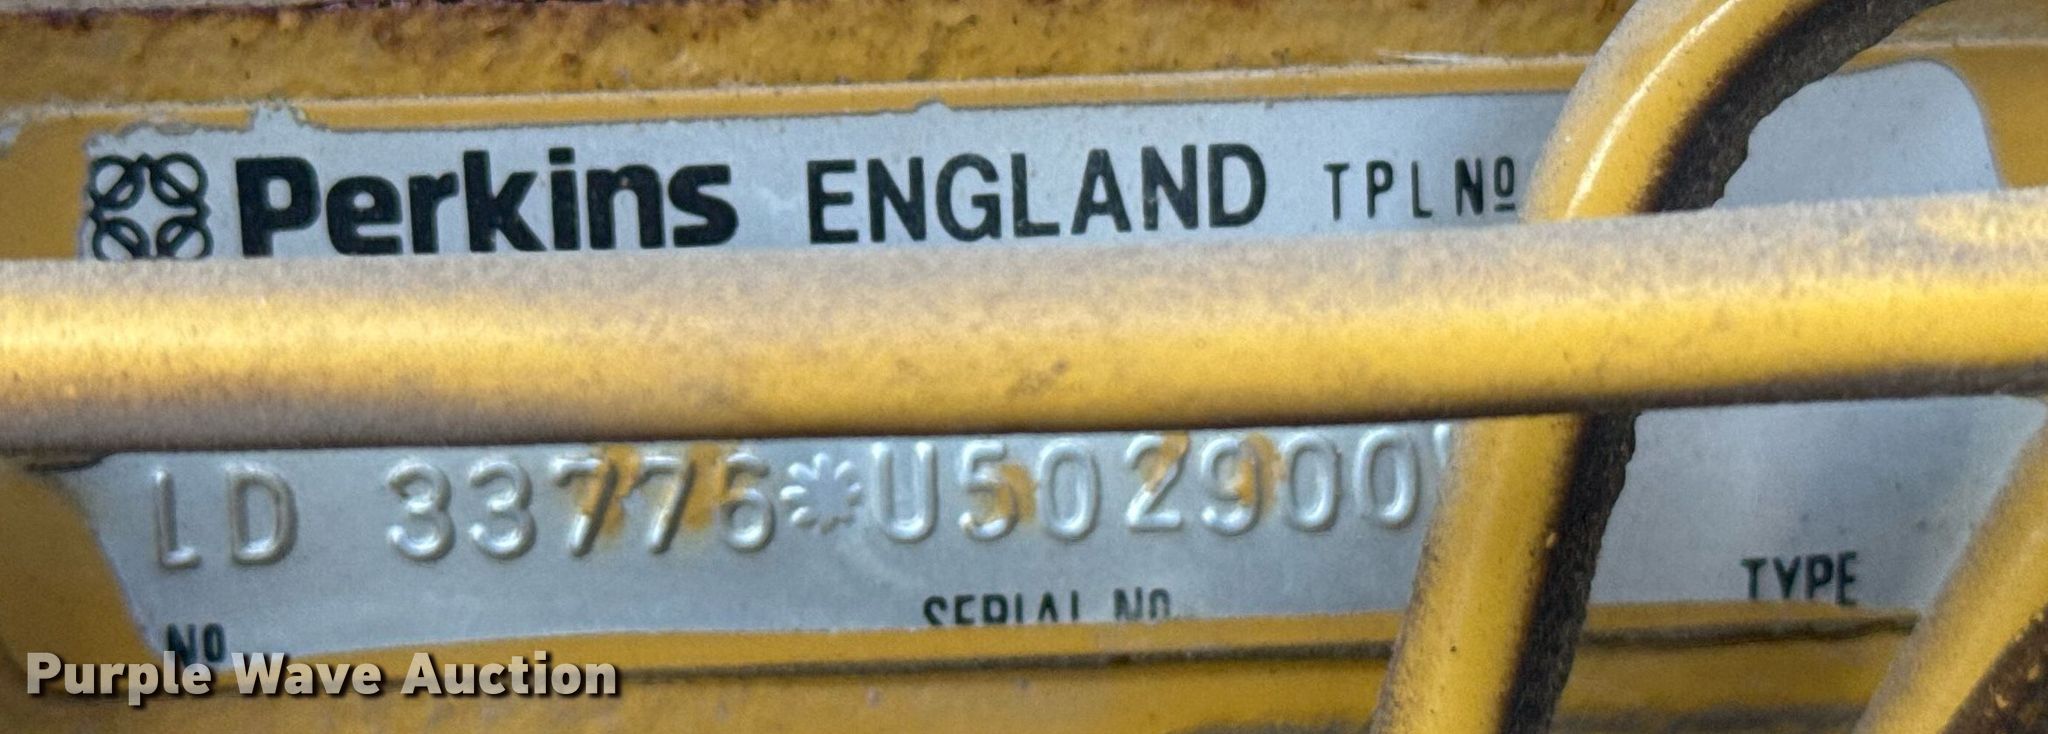 Perkins ENGLAND TPL Nº
LD 33776*U502900
SERIAL NO. TYPE
Nº
Purple Wave Auction